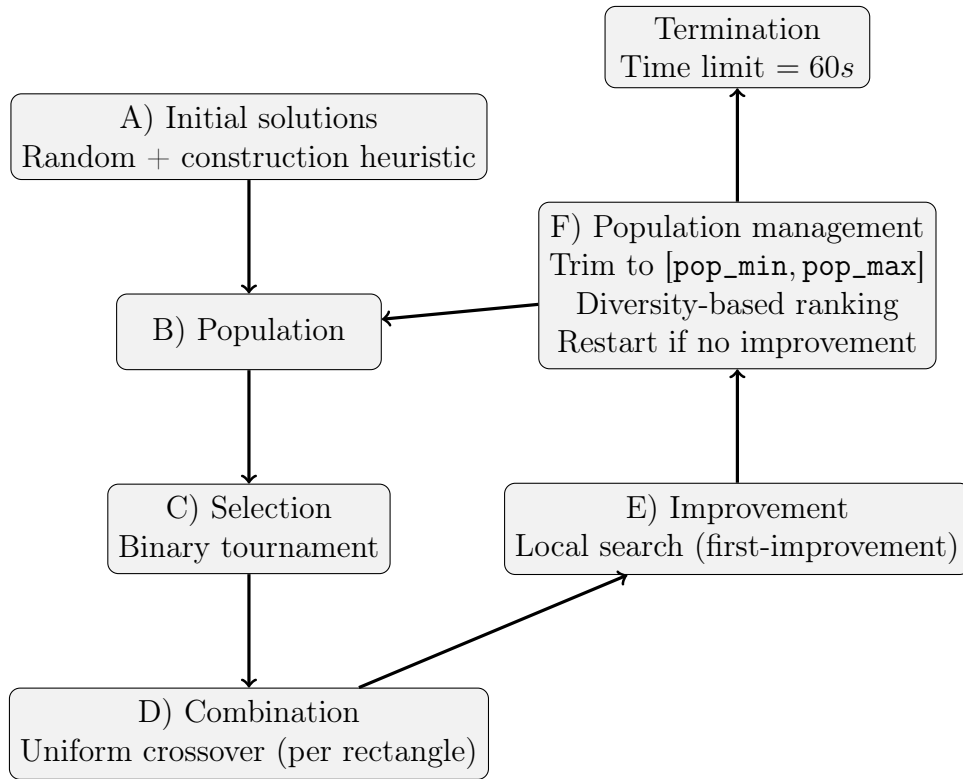 Termination
Time limit = 60s
A) Initial solutions
Random + construction heuristic
F) Population management
Trim to [pop_min, pop_max]
Diversity-based ranking
Restart if no improvement
B) Population
C) Selection
Binary tournament
E) Improvement
Local search (first-improvement)
D) Combination
Uniform crossover (per rectangle)